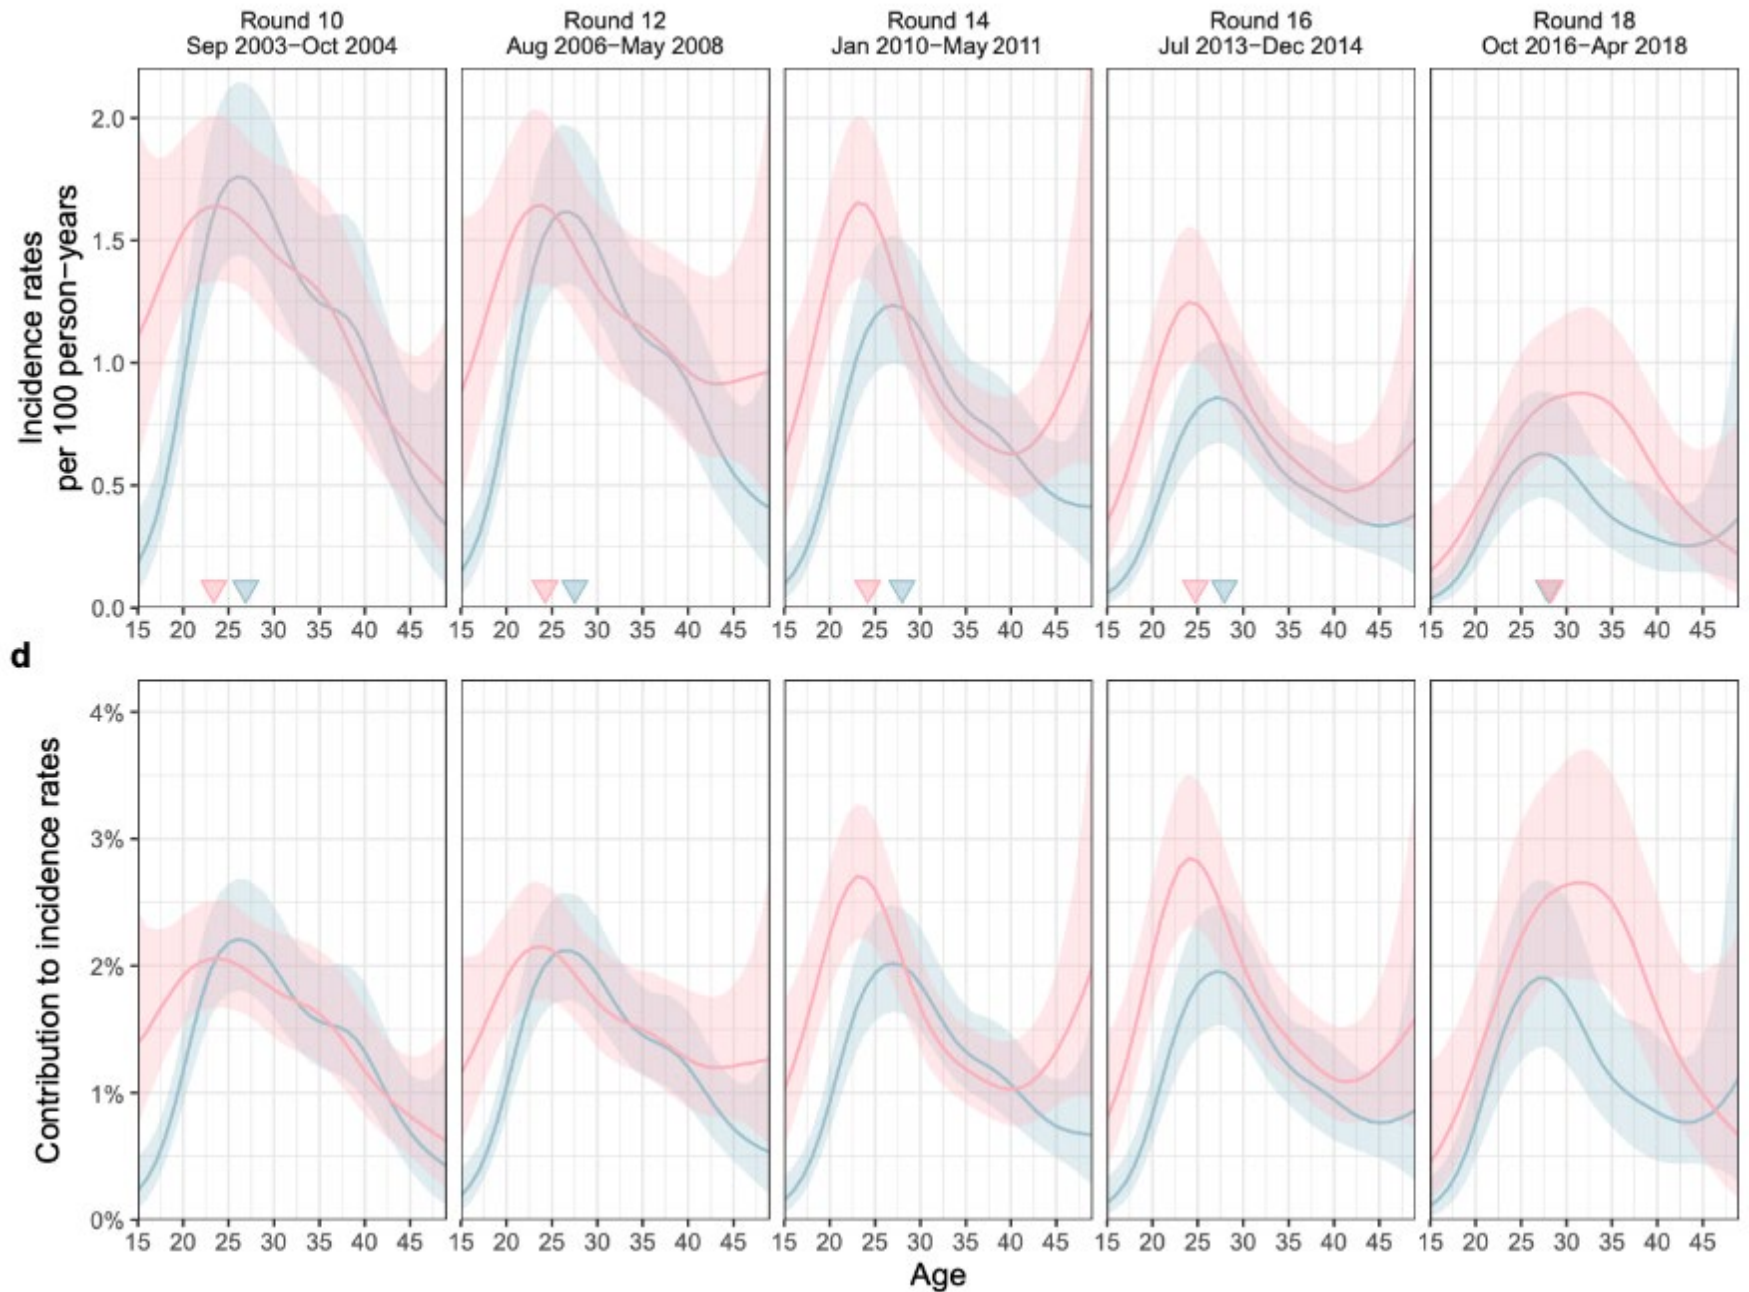 Round 10
Sep 2003–Oct 2004
Round 12
Aug 2006–May 2008
Round 14
Jan 2010–May 2011
Round 16
Jul 2013–Dec 2014
Round 18
Oct 2016–Apr 2018
Incidence rates
per 100 person–years
2.0
1.5
1.0
0.5
0.0
15 20 25 30 35 40 45 15 20 25 30 35 40 45 15 20 25 30 35 40 45 15 20 25 30 35 40 45 15 20 25 30 35 40 45
d
Contribution to incidence rates
4%
3%
2%
1%
0%
15 20 25 30 35 40 45 15 20 25 30 35 40 45 15 20 25 30 35 40 45 15 20 25 30 35 40 45 15 20 25 30 35 40 45
Age